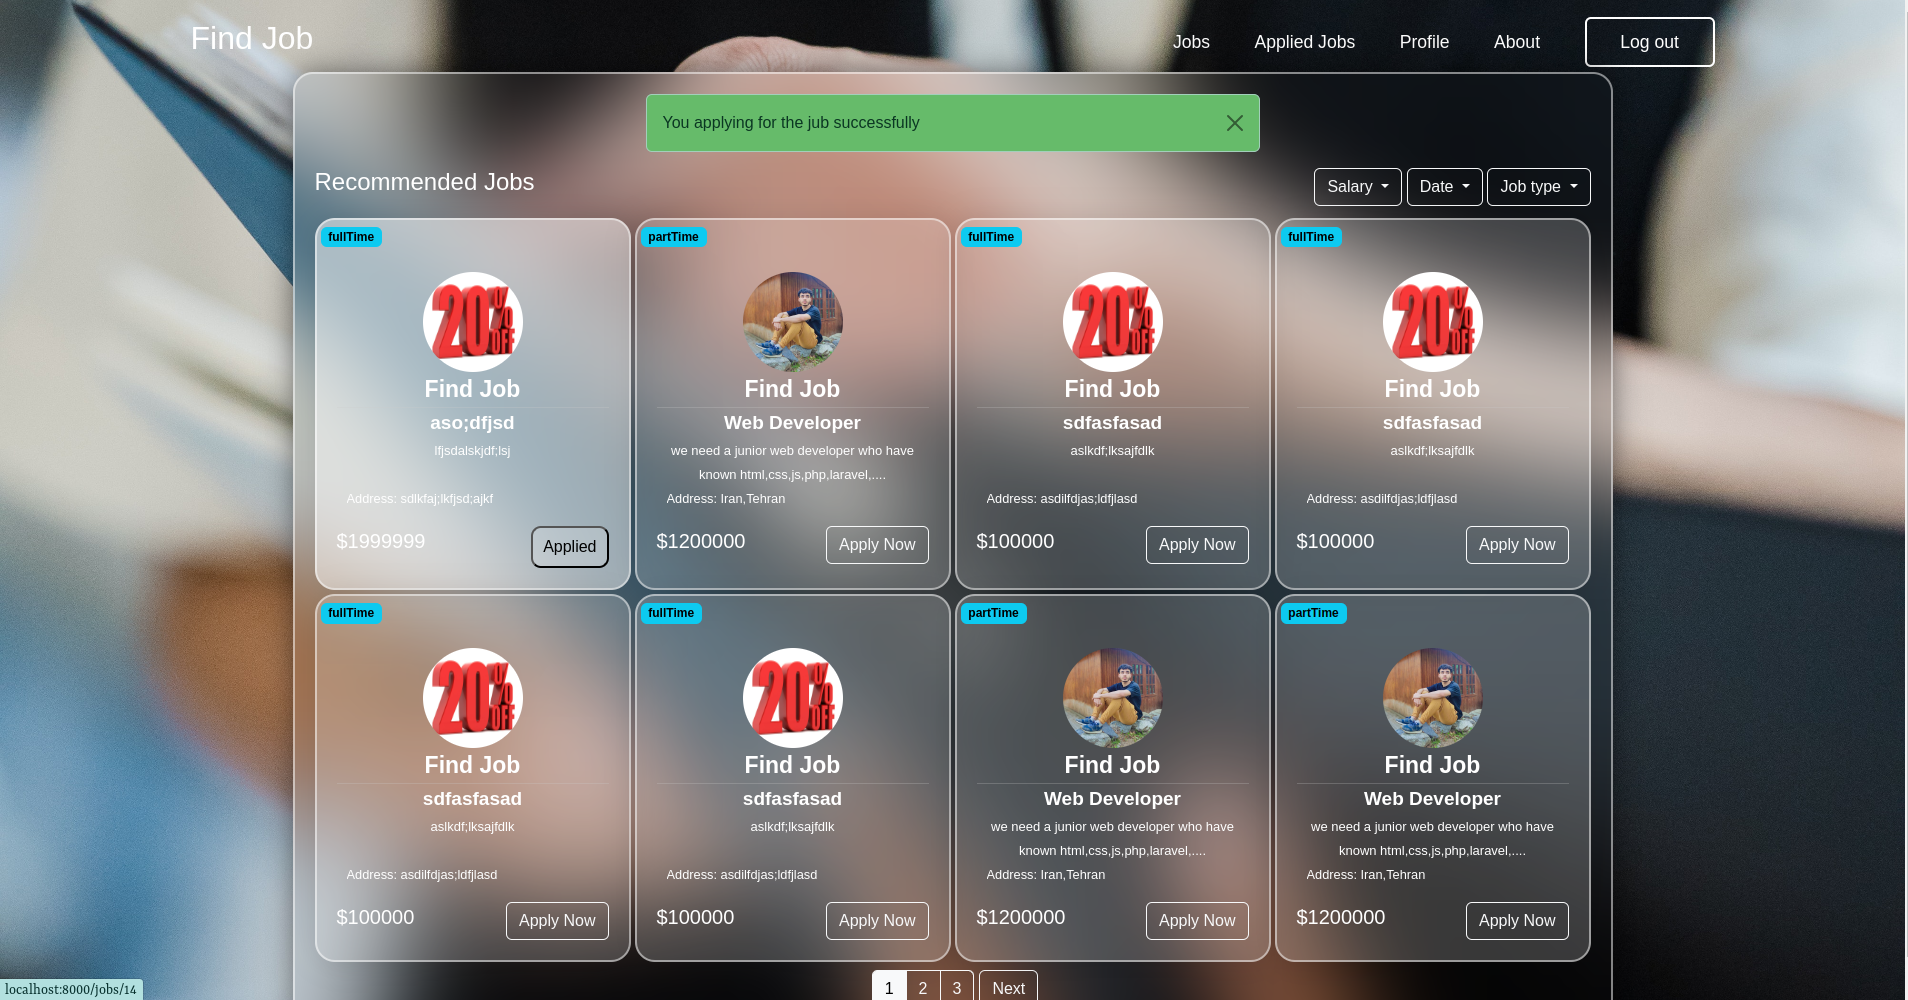 Find Job
Jobs
Applied Jobs
Profile
About
Log out
You applying for the jub successfully
Recommended Jobs
Salary
Date
Job type
fullTime
20% OFF
Find Job
aso;dfjsd
lfjsdalskjdf;lsj
Address: sdlkfaj;lkfjsd;ajkf
$1999999
Applied
partTime
Find Job
Web Developer
we need a junior web developer who have
known html,css,js,php,laravel,....
Address: Iran,Tehran
$1200000
Apply Now
fullTime
20% OFF
Find Job
sdfasfasad
aslkdf;lksajfdlk
Address: asdilfdjas;ldfjlasd
$100000
Apply Now
fullTime
20% OFF
Find Job
sdfasfasad
aslkdf;lksajfdlk
Address: asdilfdjas;ldfjlasd
$100000
Apply Now
fullTime
20% OFF
Find Job
sdfasfasad
aslkdf;lksajfdlk
Address: asdilfdjas;ldfjlasd
$100000
Apply Now
fullTime
20% OFF
Find Job
sdfasfasad
aslkdf;lksajfdlk
Address: asdilfdjas;ldfjlasd
$100000
Apply Now
partTime
Find Job
Web Developer
we need a junior web developer who have
known html,css,js,php,laravel,....
Address: Iran,Tehran
$1200000
Apply Now
partTime
Find Job
Web Developer
we need a junior web developer who have
known html,css,js,php,laravel,....
Address: Iran,Tehran
$1200000
Apply Now
1 2 3 Next
localhost:8000/jobs/14